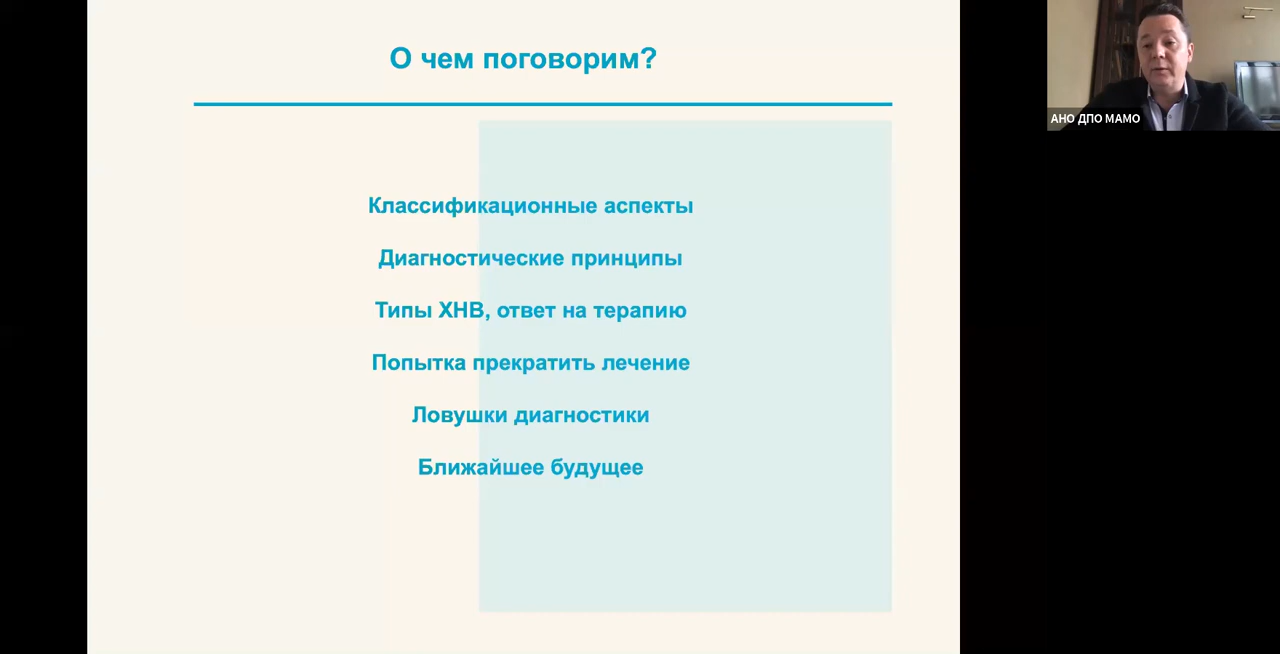 О чем поговорим?
АНО ДПО МАМО
Классификационные аспекты
Диагностические принципы
Типы ХНВ, ответ на терапию
Попытка прекратить лечение
Ловушки диагностики
Ближайшее будущее